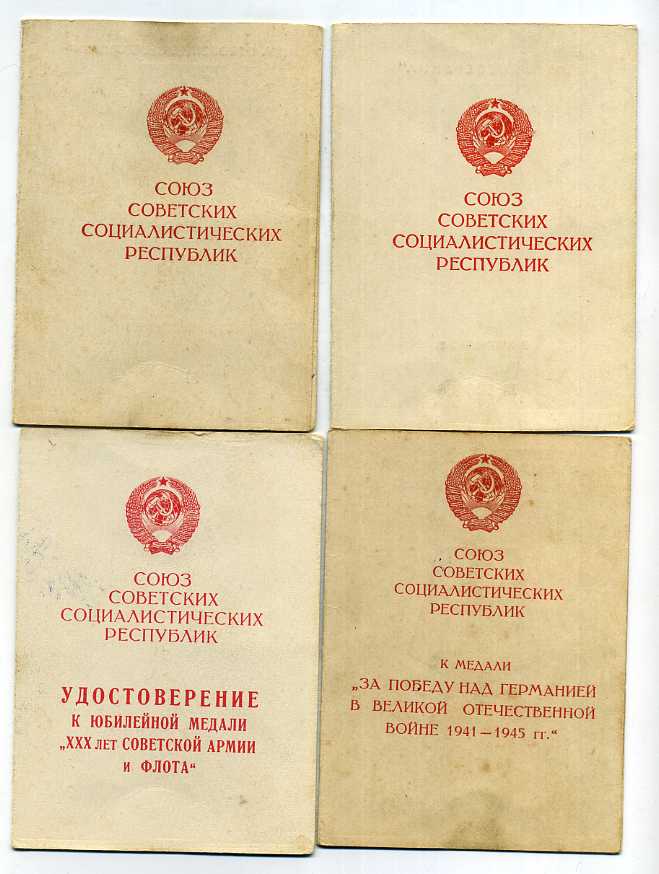 СОЮЗ
СОВЕТСКИХ
СОЦИАЛИСТИЧЕСКИХ
РЕСПУБЛИК
СОЮЗ
СОВЕТСКИХ
СОЦИАЛИСТИЧЕСКИХ
РЕСПУБЛИК
СОЮЗ
СОВЕТСКИХ
СОЦИАЛИСТИЧЕСКИХ
РЕСПУБЛИК
УДОСТОВЕРЕНИЕ
К ЮБИЛЕЙНОЙ МЕДАЛИ
„XXX ЛЕТ СОВЕТСКОЙ АРМИИ
И ФЛОТА“
СОЮЗ
СОВЕТСКИХ
СОЦИАЛИСТИЧЕСКИХ
РЕСПУБЛИК
К МЕДАЛИ
„ЗА ПОБЕДУ НАД ГЕРМАНИЕЙ
В ВЕЛИКОЙ ОТЕЧЕСТВЕННОЙ
ВОЙНЕ 1941—1945 гг.“